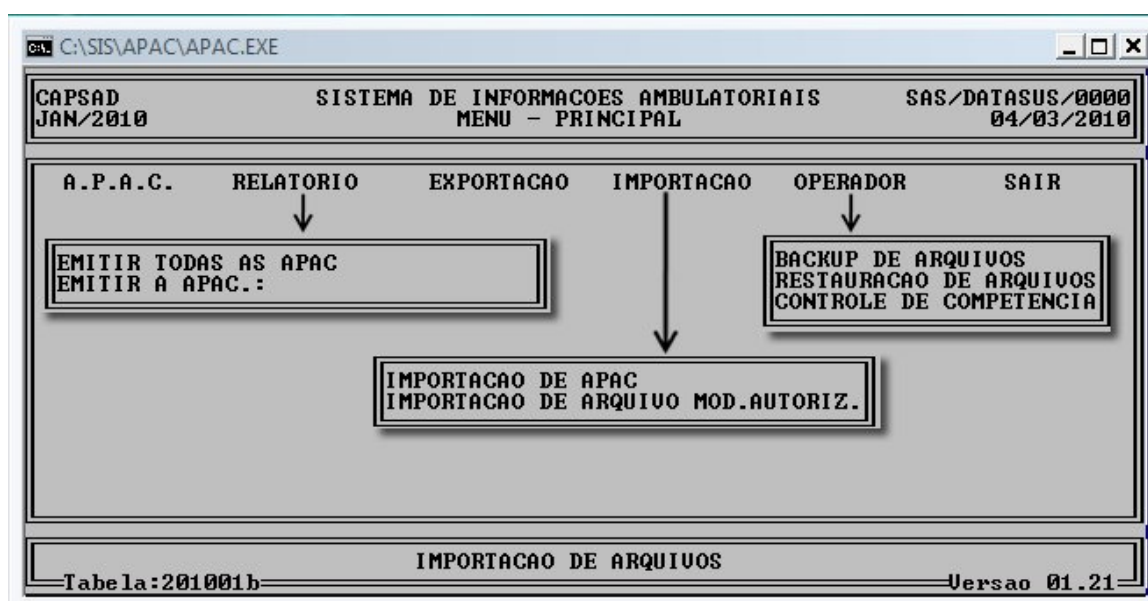 C:\SIS\APAC\APAC.EXE
CAPSAD SISTEMA DE INFORMACOES AMBULATORIAIS SAS/DATASUS/0000
JAN/2010 MENU - PRINCIPAL 04/03/2010
A.P.A.C. RELATORIO EXPORTACAO IMPORTACAO OPERADOR SAIR
EMITIR TODAS AS APAC
EMITIR A APAC.:
BACKUP DE ARQUIVOS
RESTAURACAO DE ARQUIVOS
CONTROLE DE COMPETENCIA
IMPORTACAO DE APAC
IMPORTACAO DE ARQUIVO MOD.AUTORIZ.
IMPORTACAO DE ARQUIVOS
Tabela:201001b Versao 01.21